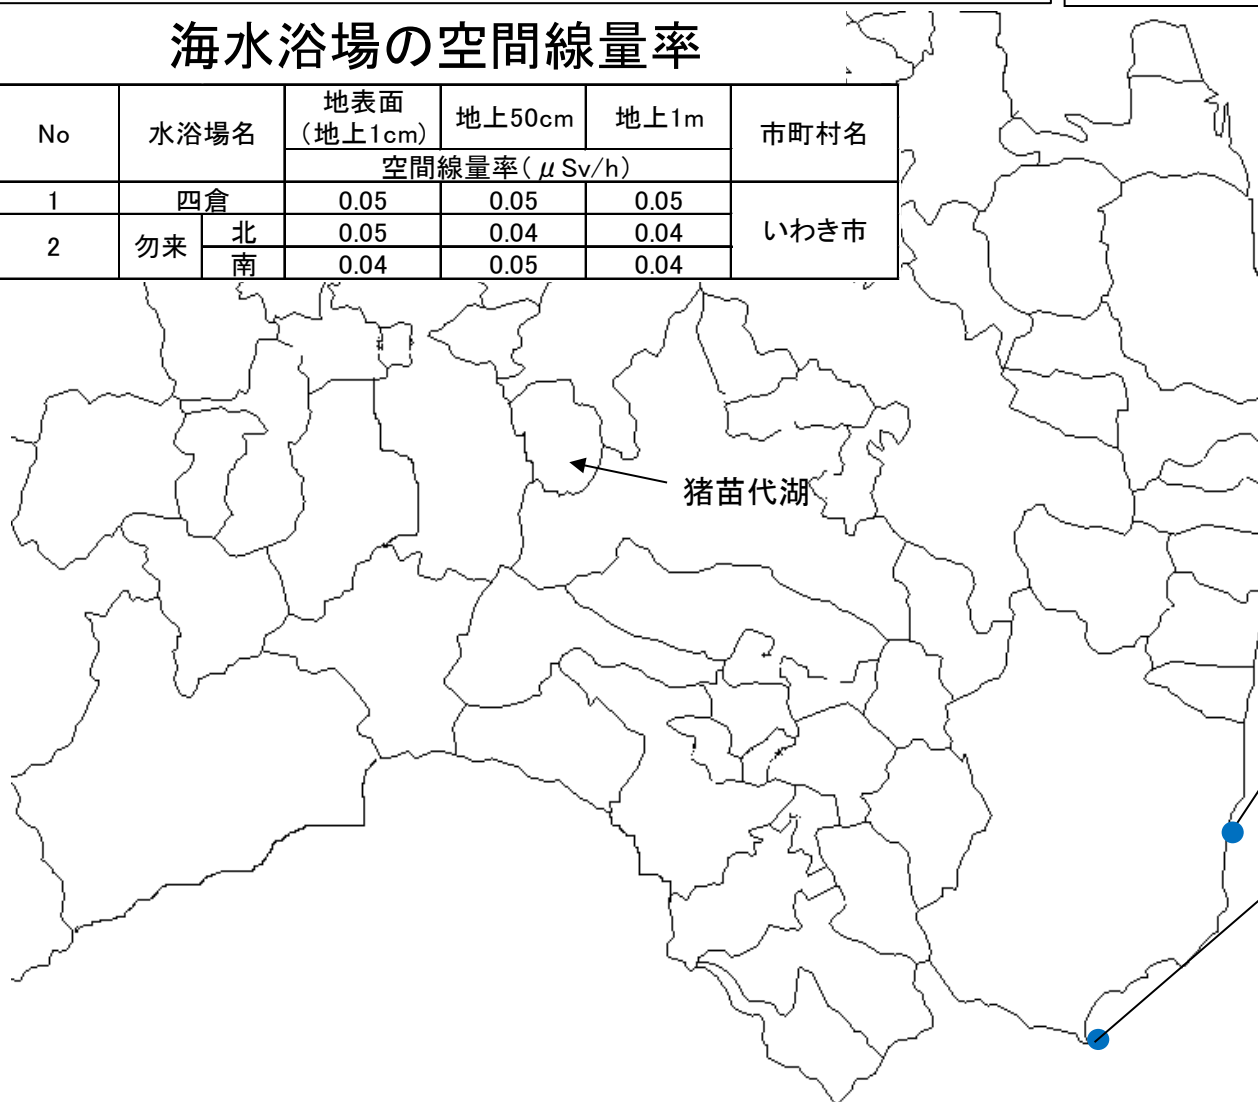 海水浴場の空間線量率
No 水浴場名 地表面（地上1cm） 地上50cm 地上1m 市町村名
空間線量率（μSv/h）
1 四倉 0.05 0.05 0.05 いわき市
2 勿来 北 0.05 0.04 0.04
南 0.04 0.05 0.04
猪苗代湖